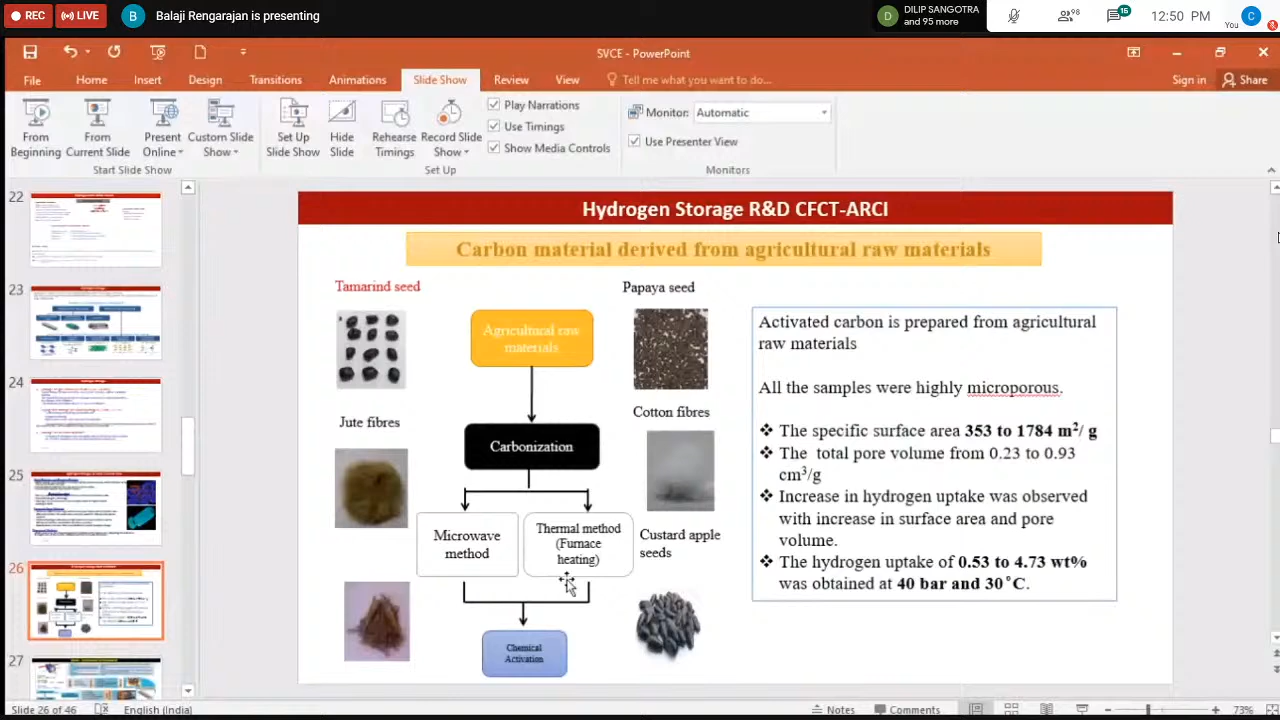 REC
LIVE
B
Balaji Rengarajan is presenting
D
DILIP SANGOTRA
and 95 more
98
15
12:50 PM
You
C
SVCE - PowerPoint
File
Home
Insert
Design
Transitions
Animations
Slide Show
Review
View
Tell me what you want to do...
Sign in
Share
From
Beginning
From
Current Slide
Present
Online
Custom Slide
Show
Start Slide Show
Set Up
Slide Show
Hide
Slide
Rehearse
Timings
Record Slide
Show
Play Narrations
Use Timings
Show Media Controls
Set Up
Monitor:
Automatic
Use Presenter View
Monitors
22
23
24
25
26
27
Hydrogen Storage R&D CFCT-ARCI
Carbon material derived from agricultural raw materials
Tamarind seed
Papaya seed
Agricultural raw
materials
Jute fibres
Cotton fibres
Carbonization
Microwave
method
Thermal method
(Furnace
heating)
Custard apple
seeds
Chemical
Activation
Activated carbon is prepared from agricultural
raw materials
All the samples were highly microporous.
❖ The specific surface area 353 to 1784 m²/ g
❖ The total pore volume from 0.23 to 0.93
g
❖ Increase in hydrogen uptake was observed
increase in surface area and pore
volume.
❖ The hydrogen uptake of 0.53 to 4.73 wt%
obtained at 40 bar and 30°C.
Slide 26 of 46
English (India)
Notes
Comments
73%